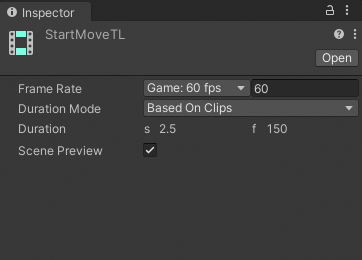 Inspector
StartMoveTL
Open
Frame Rate Game: 60 fps 60
Duration Mode Based On Clips
Duration s 2.5 f 150
Scene Preview